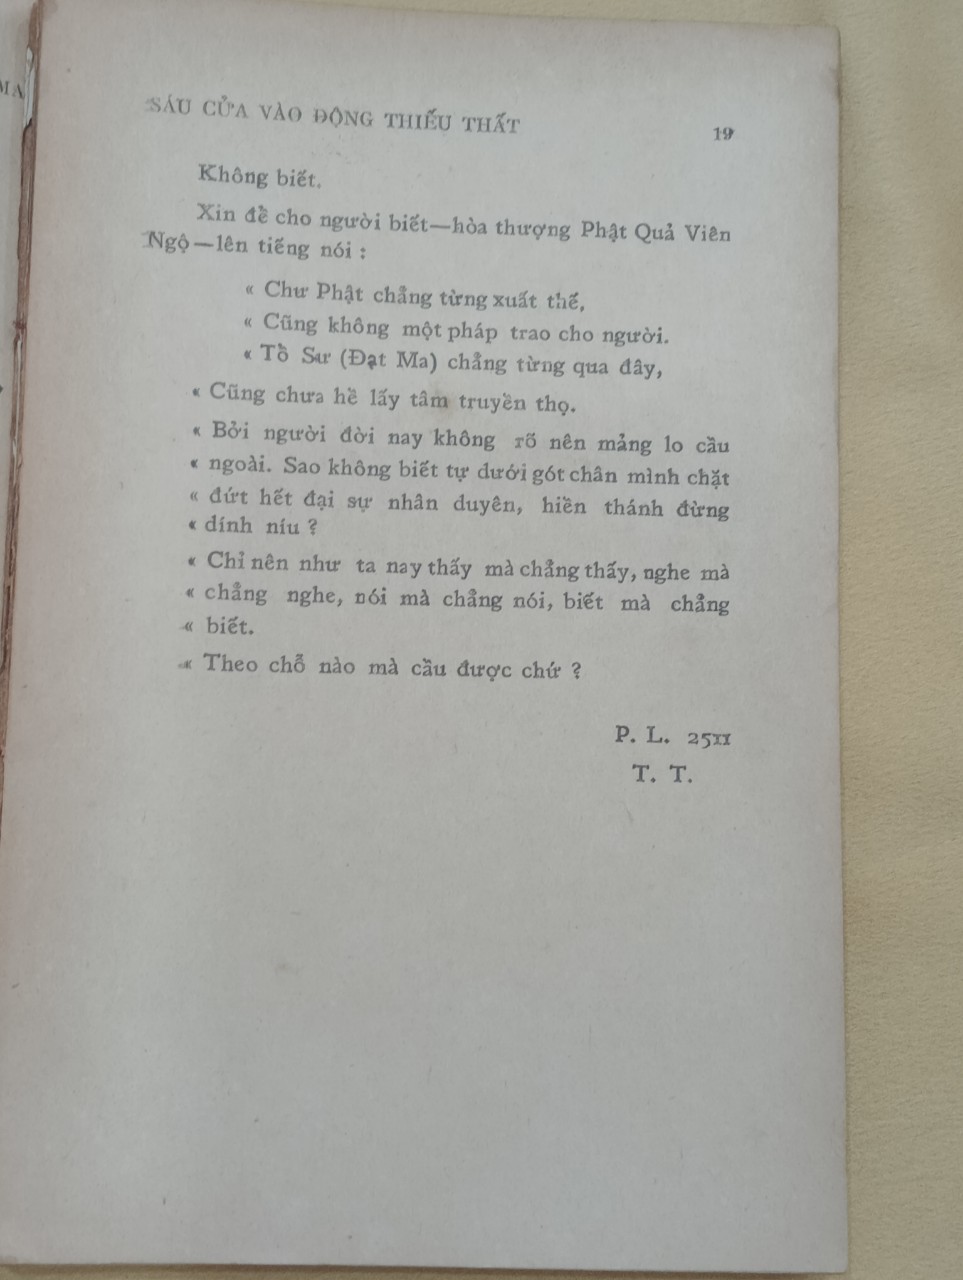 MA
SÁU CỬA VÀO ĐỘNG THIẾU THẤT 19
Không biết.
Xin để cho người biết—hòa thượng Phật Quả Viên
Ngộ—lên tiếng nói :
« Chư Phật chẳng từng xuất thế,
« Cũng không một pháp trao cho người.
« Tổ Sư (Đạt Ma) chẳng từng qua đây,
« Cũng chưa hề lấy tâm truyền thọ.
« Bởi người đời nay không rõ nên mảng lo cầu
« ngoài. Sao không biết tự dưới gót chân mình chặt
« đứt hết đại sự nhân duyên, hiền thánh đừng
« dính níu ?
« Chỉ nên như ta nay thấy mà chẳng thấy, nghe mà
« chẳng nghe, nói mà chẳng nói, biết mà chẳng
« biết.
« Theo chỗ nào mà cầu được chứ ?
P. L. 2511
T. T.